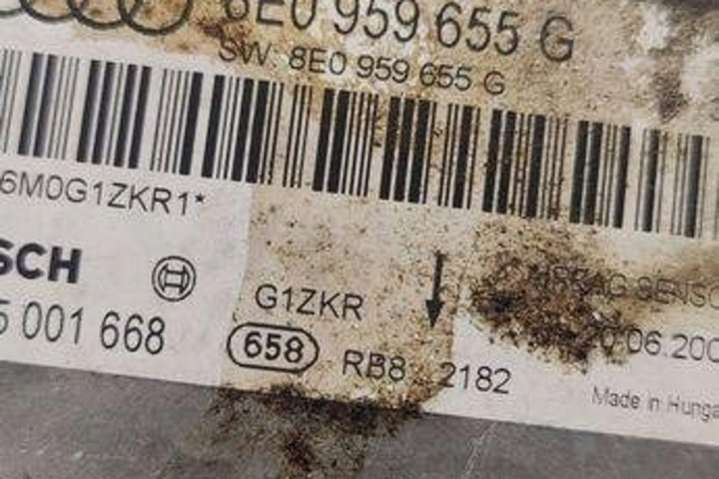 8E0 959 655 G
SW: 8E0 959 655 G
6M0G1ZKR1*
SCH
5 001 668
G1ZKR
658
RB8 2182
SENSO
0.06.200
Made in Hunga